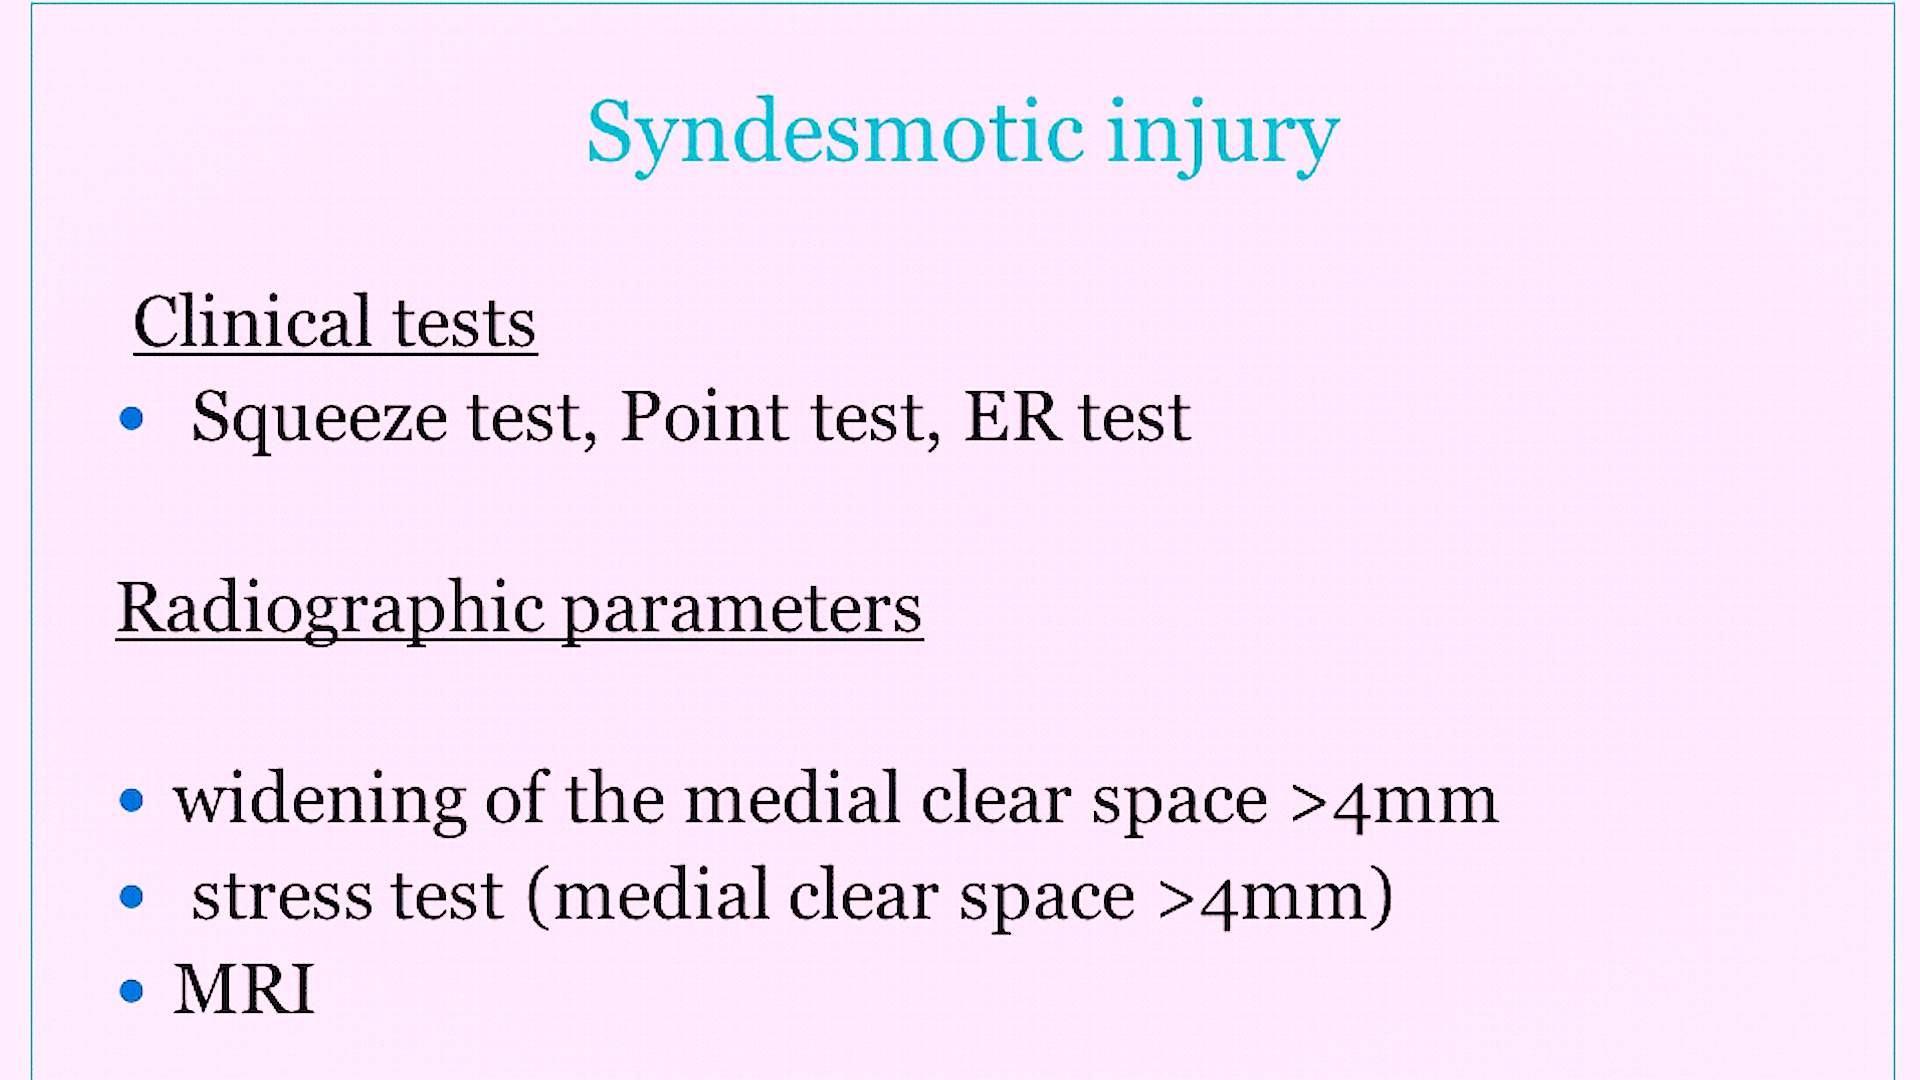 Syndesmotic injury
Clinical tests
• Squeeze test, Point test, ER test
Radiographic parameters
• widening of the medial clear space >4mm
• stress test (medial clear space >4mm)
• MRI